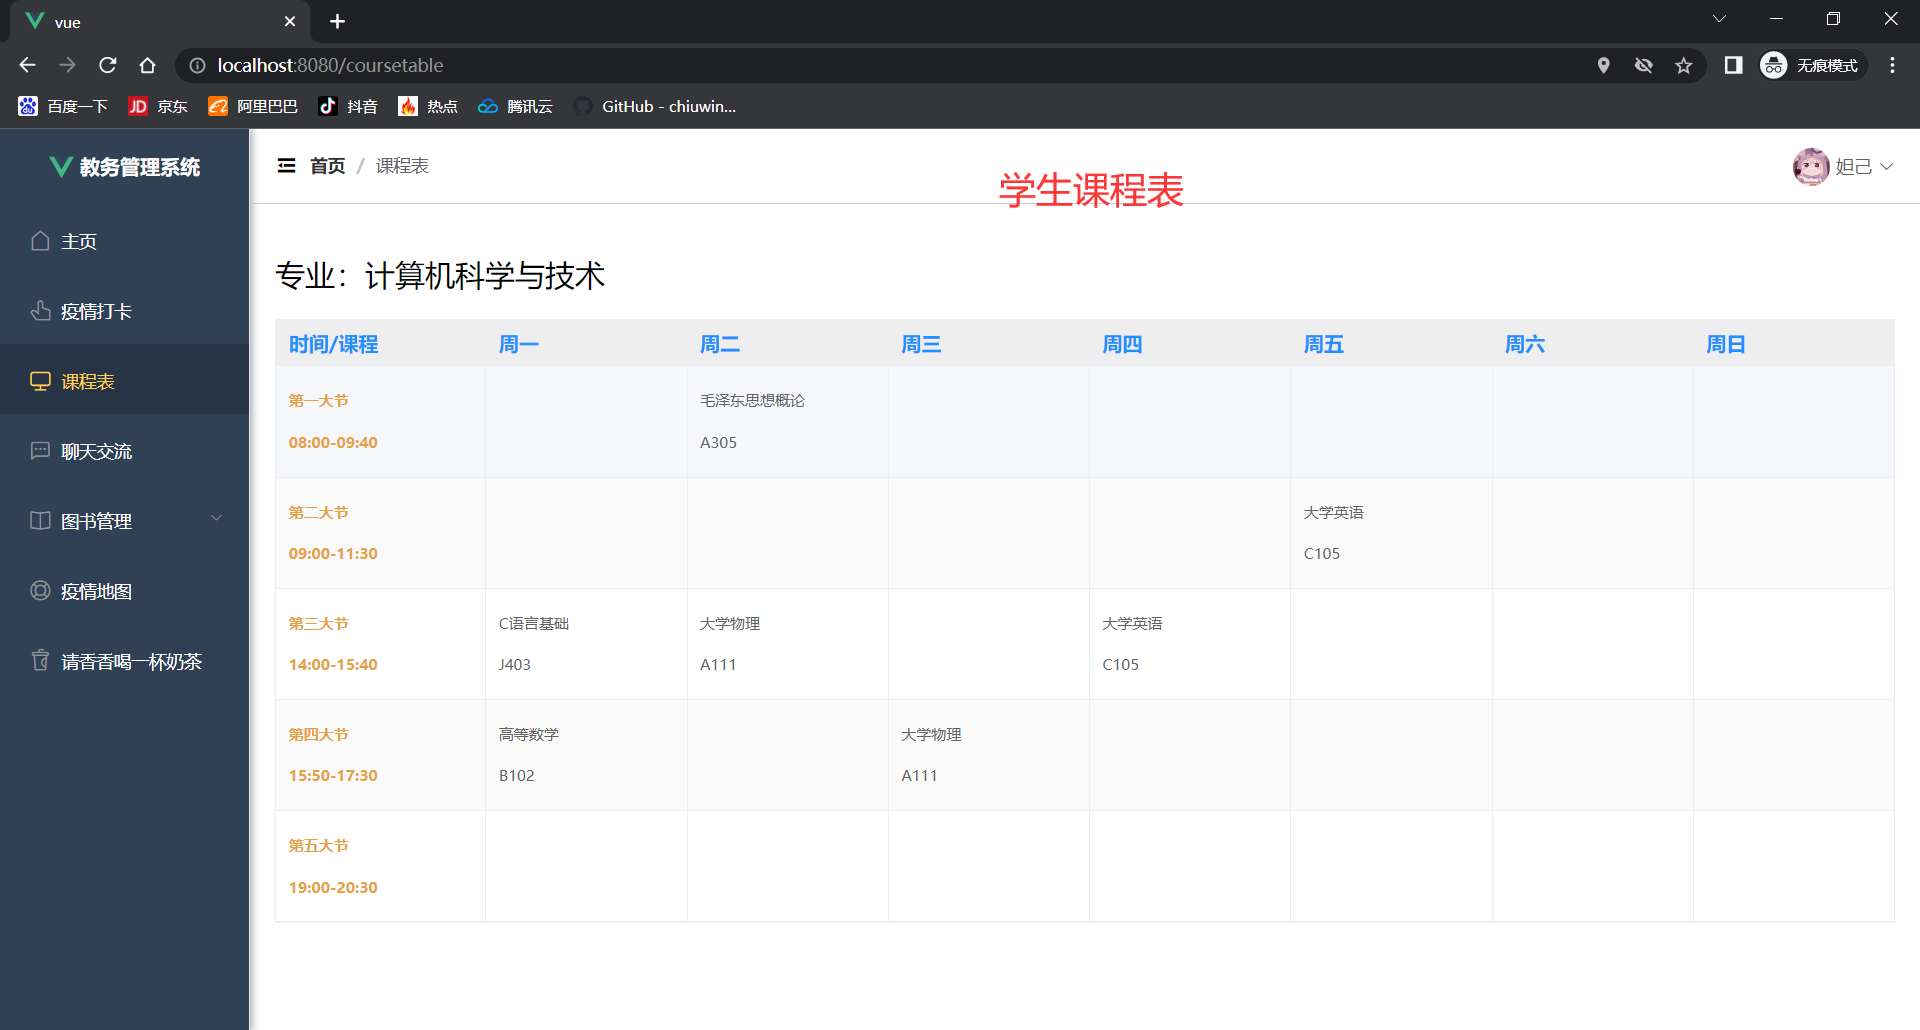 vue
localhost:8080/coursetable
无痕模式
百度一下 JD 京东 阿里巴巴 抖音 热点 腾讯云 GitHub - chiuwin...
教务管理系统
首页 / 课程表
妲己
学生课程表
主页
疫情打卡
课程表
聊天交流
图书管理
疫情地图
请香香喝一杯奶茶
专业：计算机科学与技术
时间/课程 周一 周二 周三 周四 周五 周六 周日
第一大节 毛泽东思想概论
08:00-09:40 A305
第二大节 大学英语
09:00-11:30 C105
第三大节 C语言基础 大学物理 大学英语
14:00-15:40 J403 A111 C105
第四大节 高等数学 大学物理
15:50-17:30 B102 A111
第五大节
19:00-20:30